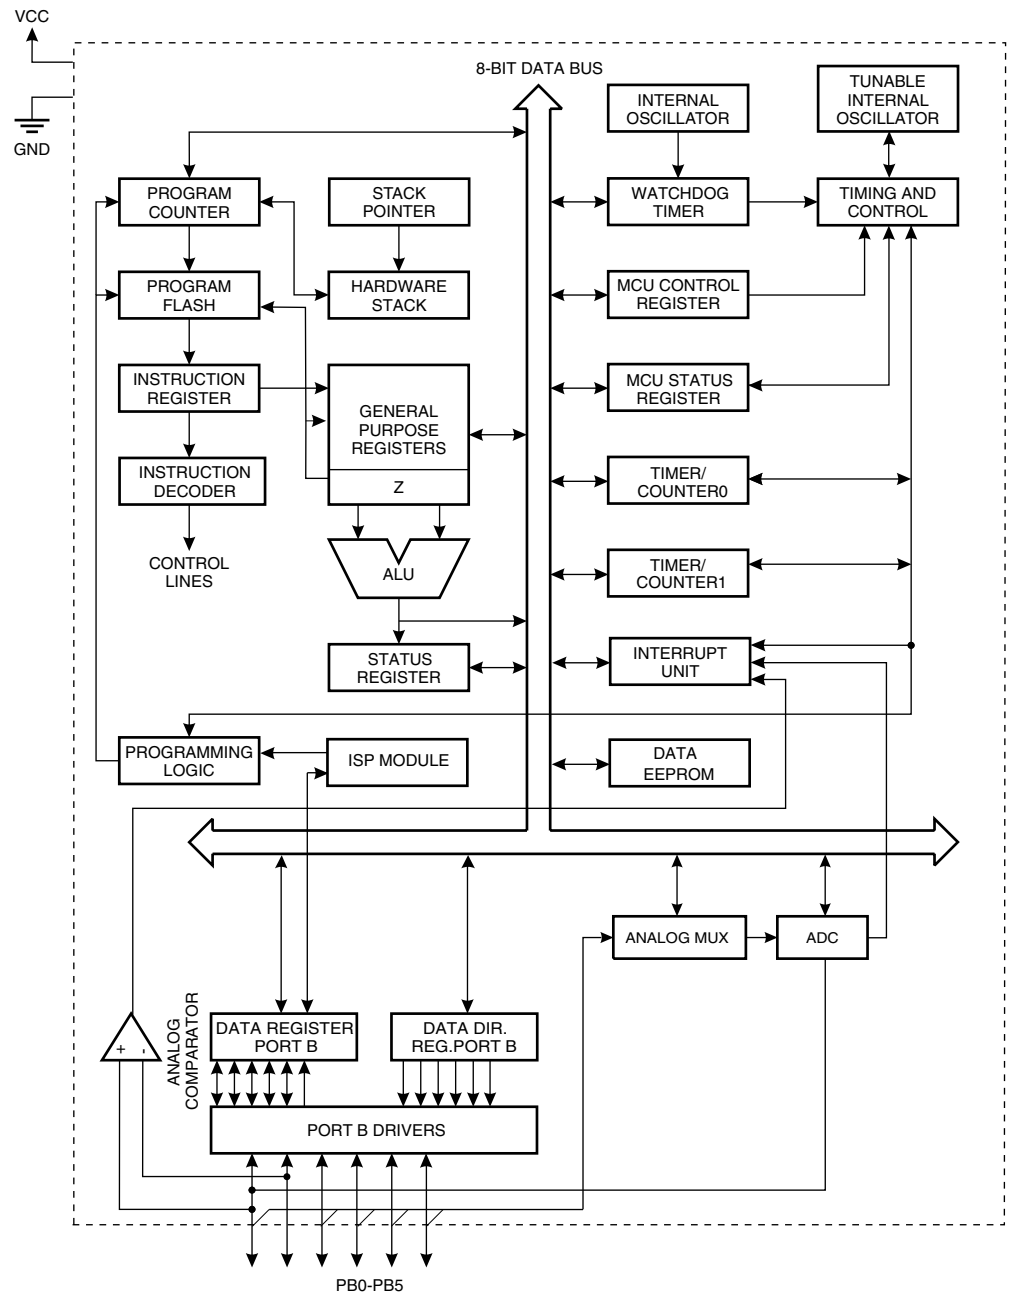 VCC
GND
8-BIT DATA BUS
INTERNAL
OSCILLATOR
TUNABLE
INTERNAL
OSCILLATOR
PROGRAM
COUNTER
STACK
POINTER
WATCHDOG
TIMER
TIMING AND
CONTROL
PROGRAM
FLASH
HARDWARE
STACK
MCU CONTROL
REGISTER
INSTRUCTION
REGISTER
GENERAL
PURPOSE
REGISTERS
Z
MCU STATUS
REGISTER
INSTRUCTION
DECODER
TIMER/
COUNTER0
CONTROL
LINES
ALU
TIMER/
COUNTER1
STATUS
REGISTER
INTERRUPT
UNIT
PROGRAMMING
LOGIC
ISP MODULE
DATA
EEPROM
ANALOG MUX
ADC
ANALOG
COMPARATOR
+
-
DATA REGISTER
PORT B
DATA DIR.
REG.PORT B
PORT B DRIVERS
PB0-PB5